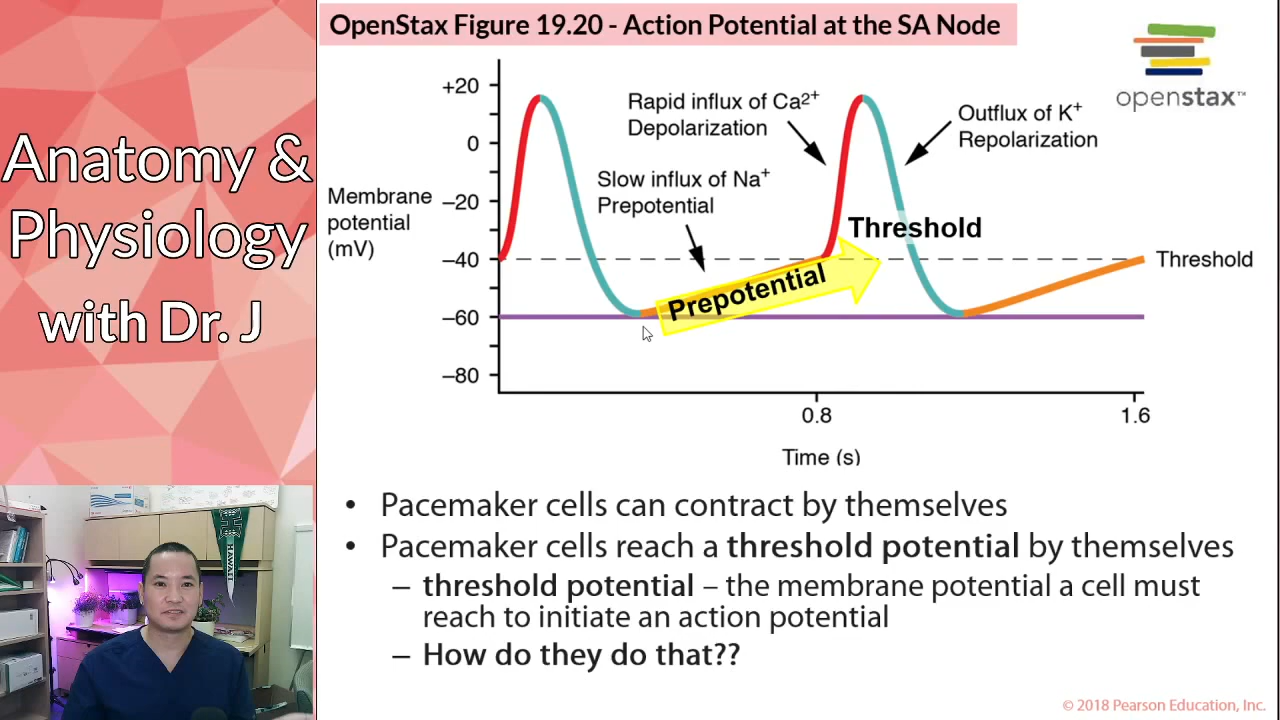 OpenStax Figure 19.20 - Action Potential at the SA Node
Anatomy &
Physiology
with Dr. J
openstax™
+20
0
–20
–40
–60
–80
Membrane
potential
(mV)
Rapid influx of Ca2+
Depolarization
Outflux of K+
Repolarization
Slow influx of Na+
Prepotential
Threshold
Prepotential
Threshold
0.8
1.6
Time (s)
• Pacemaker cells can contract by themselves
• Pacemaker cells reach a threshold potential by themselves
– threshold potential – the membrane potential a cell must
reach to initiate an action potential
– How do they do that??
HAWAII
© 2018 Pearson Education, Inc.